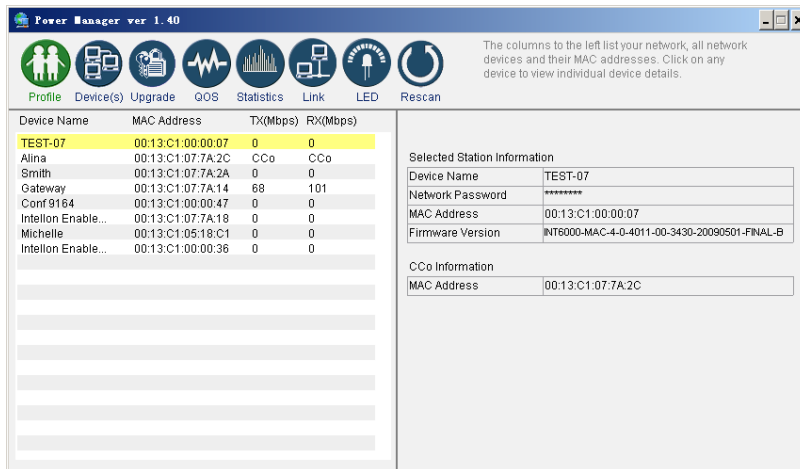 Power Manager ver 1.40
The columns to the left list your network, all network
devices and their MAC addresses. Click on any
device to view individual device details.
Profile Device(s) Upgrade QOS Statistics Link LED Rescan
Device Name MAC Address TX(Mbps) RX(Mbps)
TEST-07 00:13:C1:00:00:07 0 0
Alina 00:13:C1:07:7A:2C CCo CCo
Smith 00:13:C1:07:7A:2A 0 0
Gateway 00:13:C1:07:7A:14 68 101
Conf 9164 00:13:C1:00:00:47 0 0
Intellon Enable... 00:13:C1:07:7A:18 0 0
Michelle 00:13:C1:05:18:C1 0 0
Intellon Enable... 00:13:C1:00:00:36 0 0
Selected Station Information
Device Name TEST-07
Network Password ********
MAC Address 00:13:C1:00:00:07
Firmware Version INT6000-MAC-4-0-4011-00-3430-20090501-FINAL-B
CCo Information
MAC Address 00:13:C1:07:7A:2C